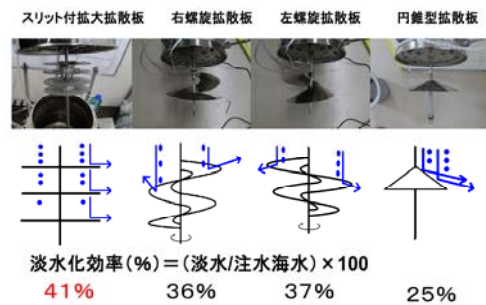 スリット付拡大拡散板 右螺旋拡散板 左螺旋拡散板 円錐型拡散板
淡水化効率(%)=(淡水/注水海水)×100
41% 36% 37% 25%